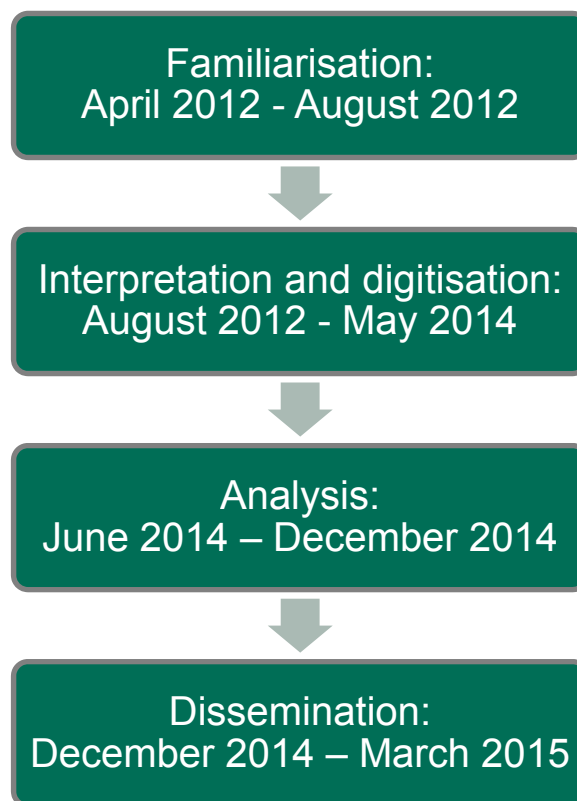 Familiarisation:
April 2012 - August 2012
Interpretation and digitisation:
August 2012 - May 2014
Analysis:
June 2014 – December 2014
Dissemination:
December 2014 – March 2015